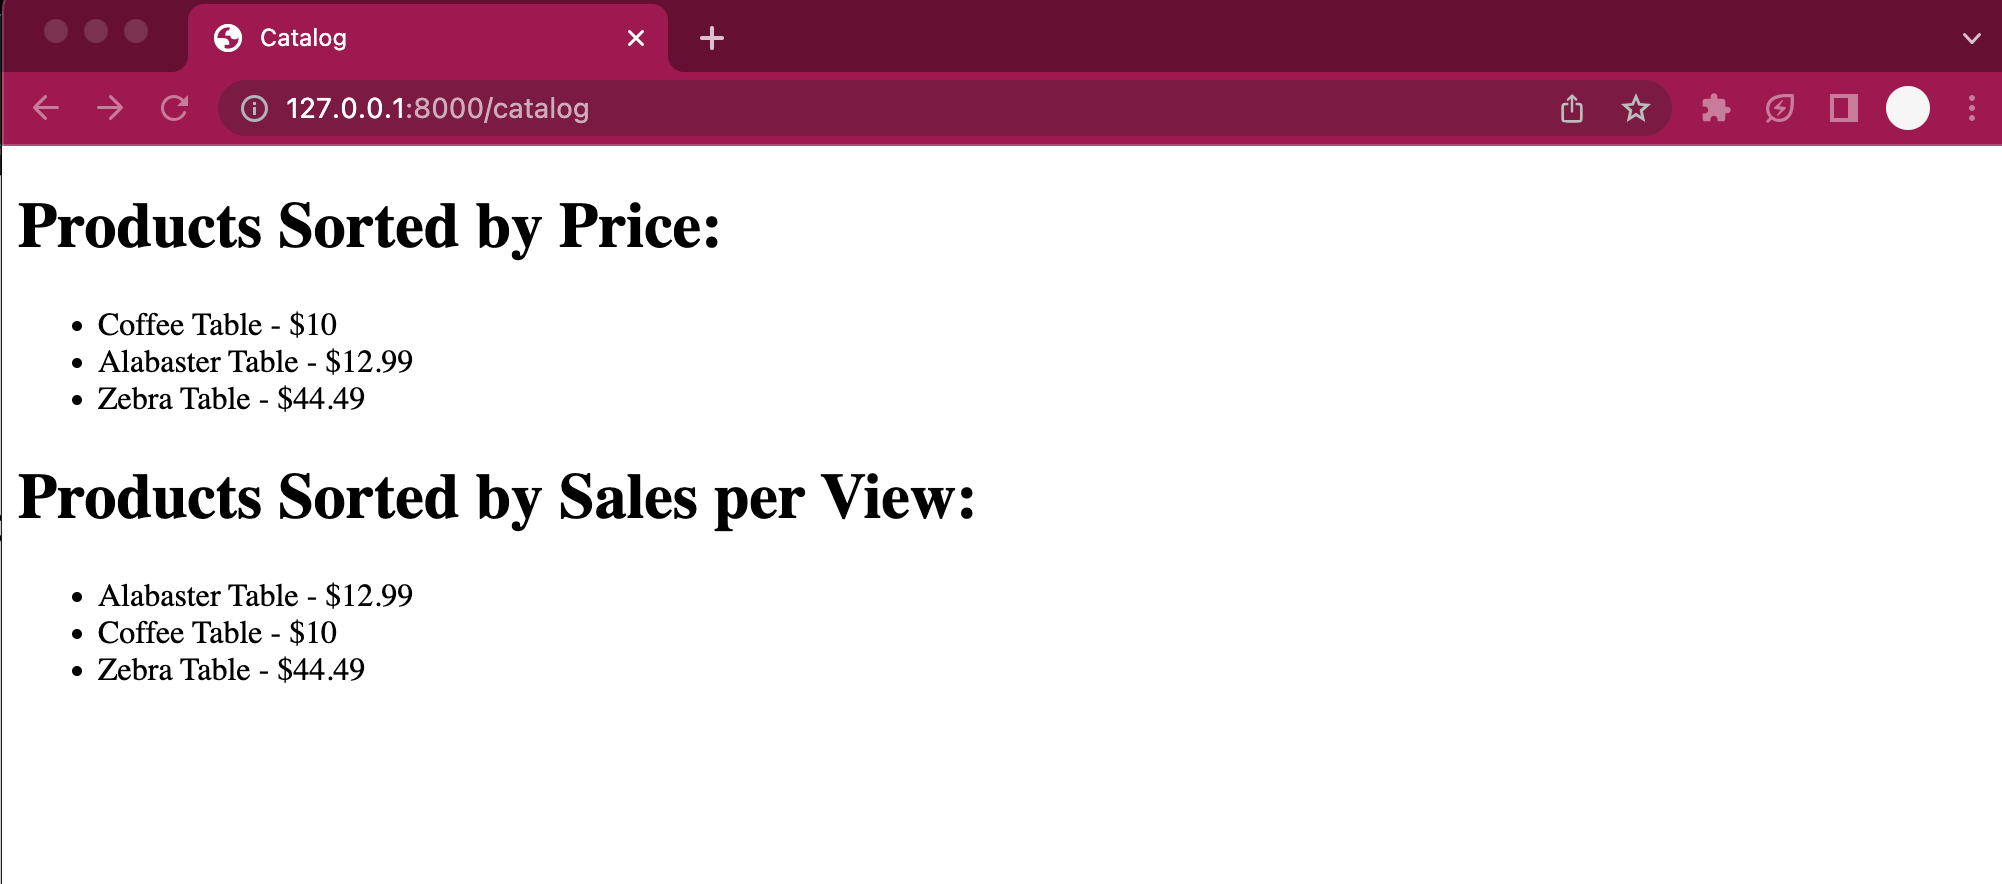 Catalog
127.0.0.1:8000/catalog
Products Sorted by Price:
Coffee Table - $10
Alabaster Table - $12.99
Zebra Table - $44.49
Products Sorted by Sales per View:
Alabaster Table - $12.99
Coffee Table - $10
Zebra Table - $44.49